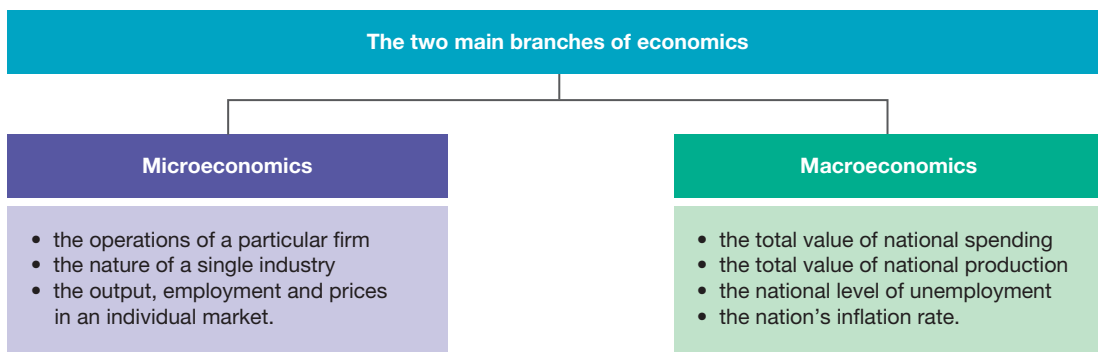 The two main branches of economics
Microeconomics
• the operations of a particular firm
• the nature of a single industry
• the output, employment and prices
in an individual market.
Macroeconomics
• the total value of national spending
• the total value of national production
• the national level of unemployment
• the nation’s inflation rate.